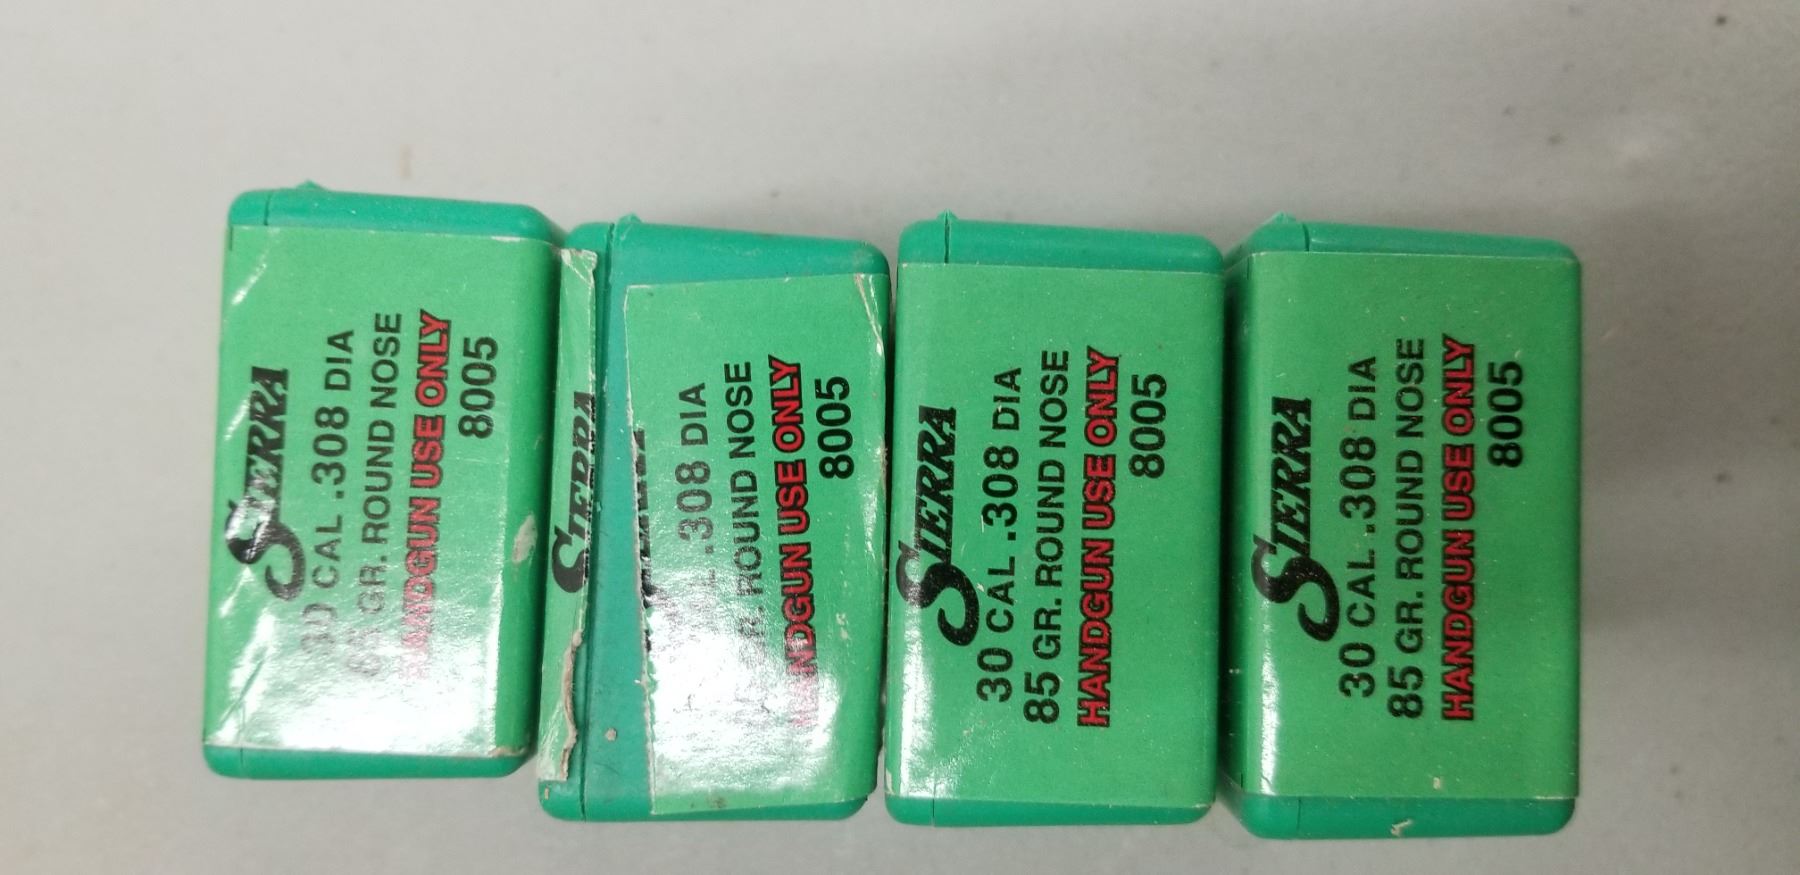 SIERRA
30 CAL .308 DIA
GR. ROUND NOSE
HANDGUN USE ONLY
8005
SIERRA
.308 DIA
ROUND NOSE
HANDGUN USE ONLY
8005
SIERRA
30 CAL .308 DIA
85 GR. ROUND NOSE
HANDGUN USE ONLY
8005
SIERRA
30 CAL .308 DIA
85 GR. ROUND NOSE
HANDGUN USE ONLY
8005